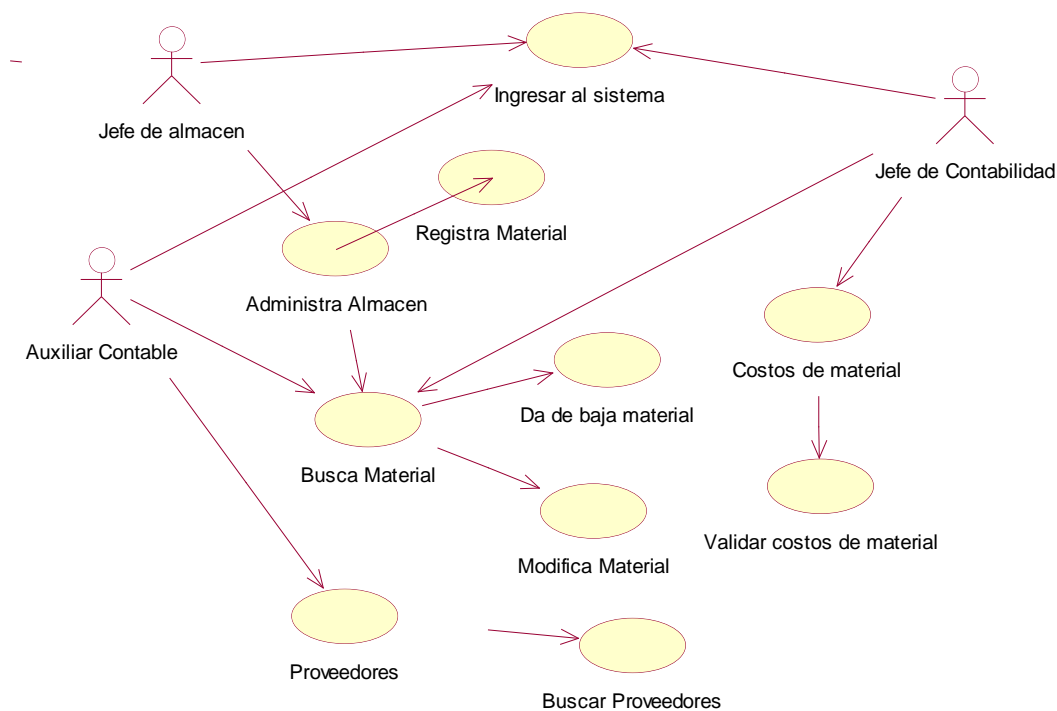 Ingresar al sistema
Jefe de almacen
Jefe de Contabilidad
Registra Material
Administra Almacen
Auxiliar Contable
Costos de material
Da de baja material
Busca Material
Validar costos de material
Modifica Material
Proveedores
Buscar Proveedores